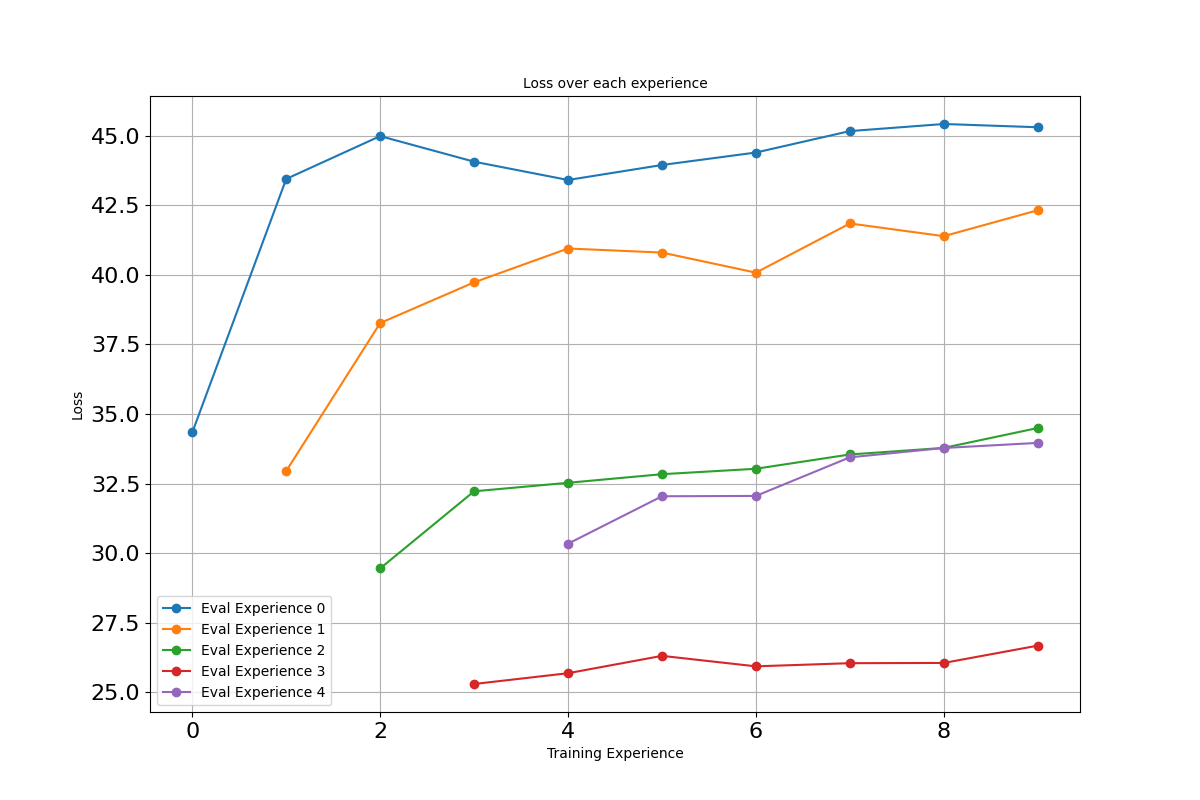 Loss over each experience
45.0
42.5
40.0
37.5
35.0
32.5
30.0
27.5
25.0
Loss
Eval Experience 0
Eval Experience 1
Eval Experience 2
Eval Experience 3
Eval Experience 4
0 2 4 6 8
Training Experience